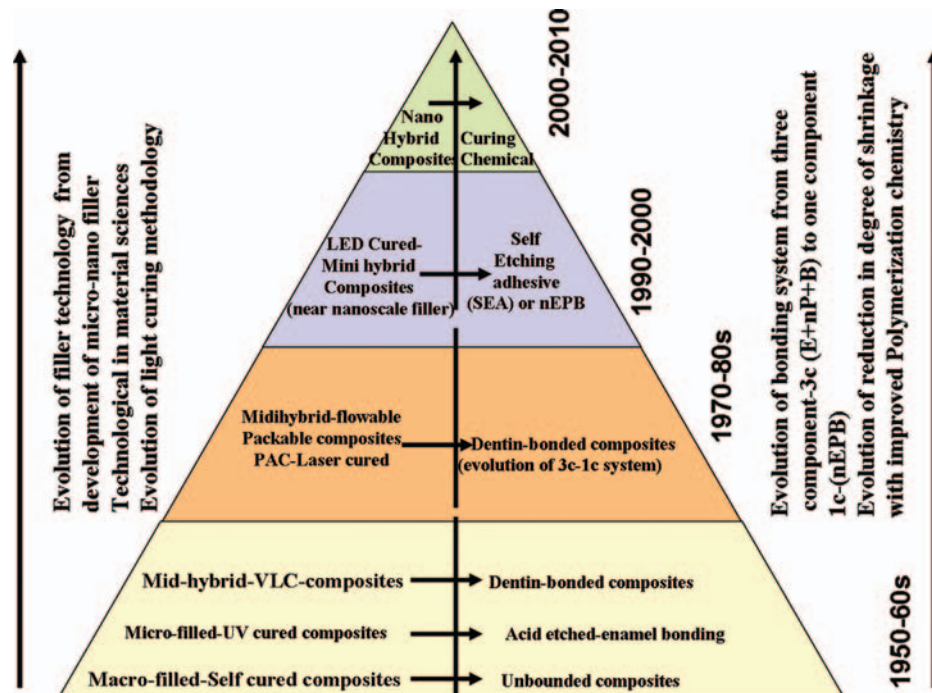 Evolution of filler technology from
development of micro-nano filler
Technological in material sciences
Evolution of light curing methodology
Nano
Hybrid
Composites
Curing
Chemical
2000-2010
LED Cured-
Mini hybrid
Composites
(near nanoscale filler)
Self
Etching
adhesive
(SEA) or nEPB
1990-2000
Midihybrid-flowable
Packable composites
PAC-Laser cured
Dentin-bonded composites
(evolution of 3c-1c system)
1970-80s
Mid-hybrid-VLC-composites
Dentin-bonded composites
Micro-filled-UV cured composites
Acid etched-enamel bonding
Macro-filled-Self cured composites
Unbounded composites
1950-60s
Evolution of bonding system from three
component-3c (E+nP+B) to one component
1c-(nEPB)
Evolution of reduction in degree of shrinkage
with improved Polymerization chemistry